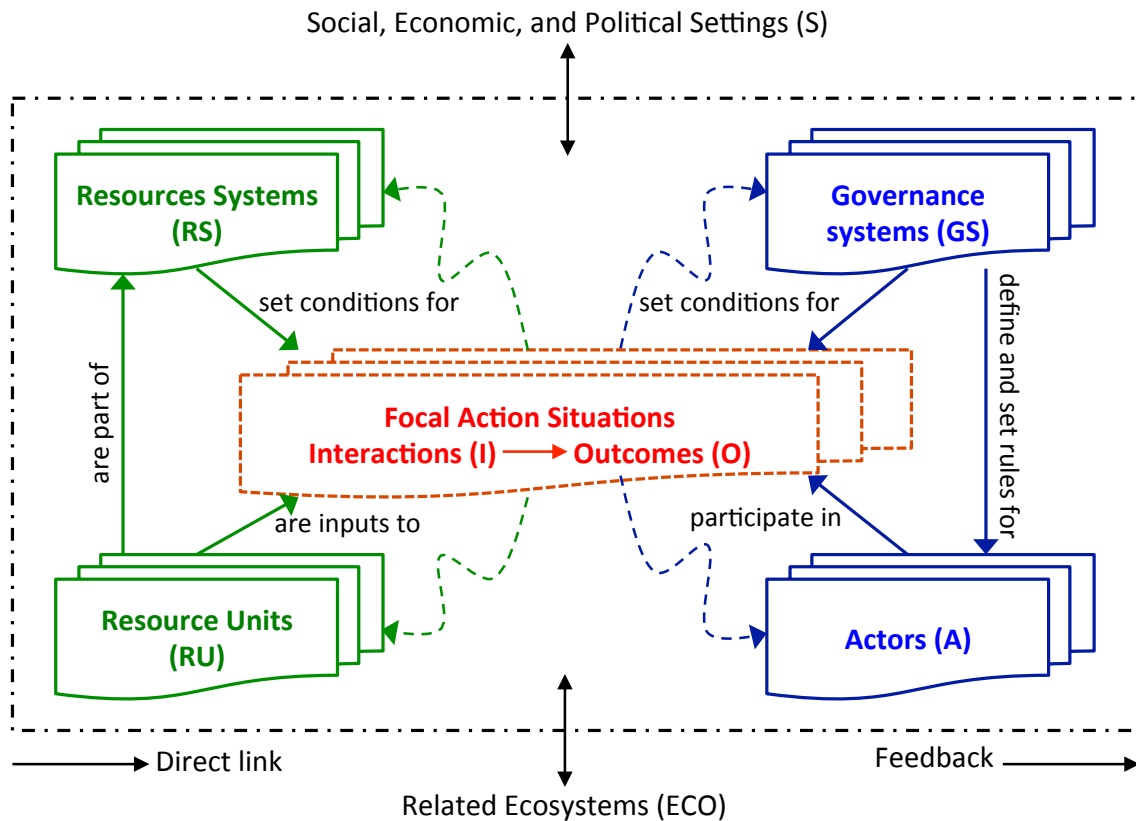 Social, Economic, and Political Settings (S)
Resources Systems
(RS)
Governance
systems (GS)
set conditions for
set conditions for
are part of
define and set rules for
Focal Action Situations
Interactions (I) Outcomes (O)
are inputs to
participate in
Resource Units
(RU)
Actors (A)
Direct link
Feedback
Related Ecosystems (ECO)